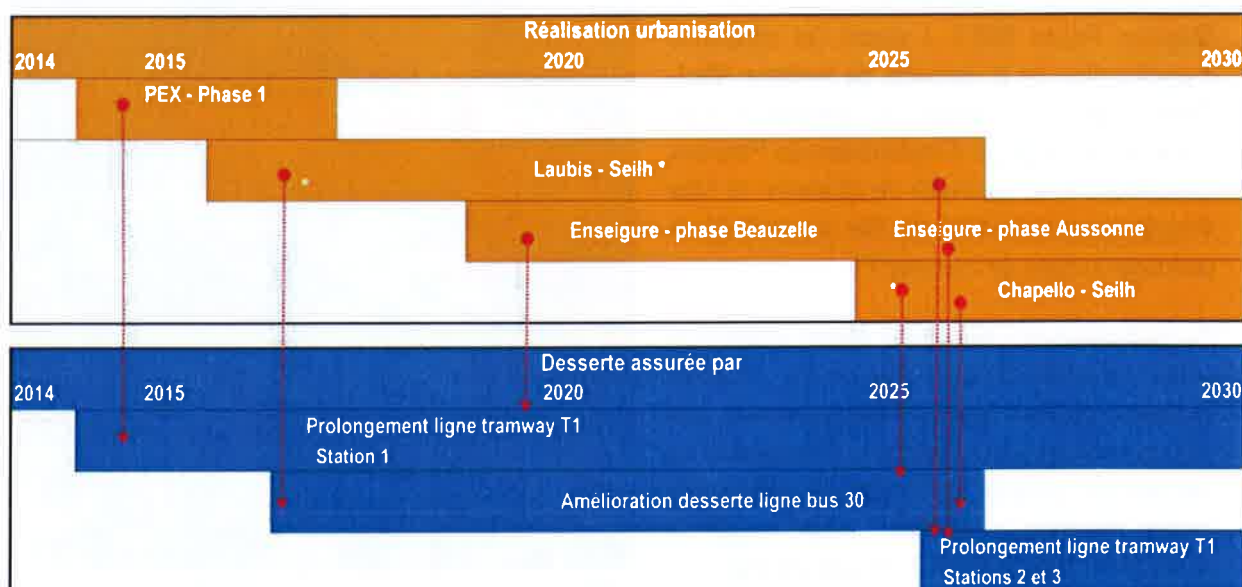 Réalisation urbanisation
2014 2015 2020 2025 2030
PEX - Phase 1
Laubis - Seilh *
Enseigure - phase Beauzelle Enseigure - phase Aussonne
Chapello - Seilh
Desserte assurée par
2014 2015 2020 2025 2030
Prolongement ligne tramway T1
Station 1
Amélioration desserte ligne bus 30
Prolongement ligne tramway T1
Stations 2 et 3